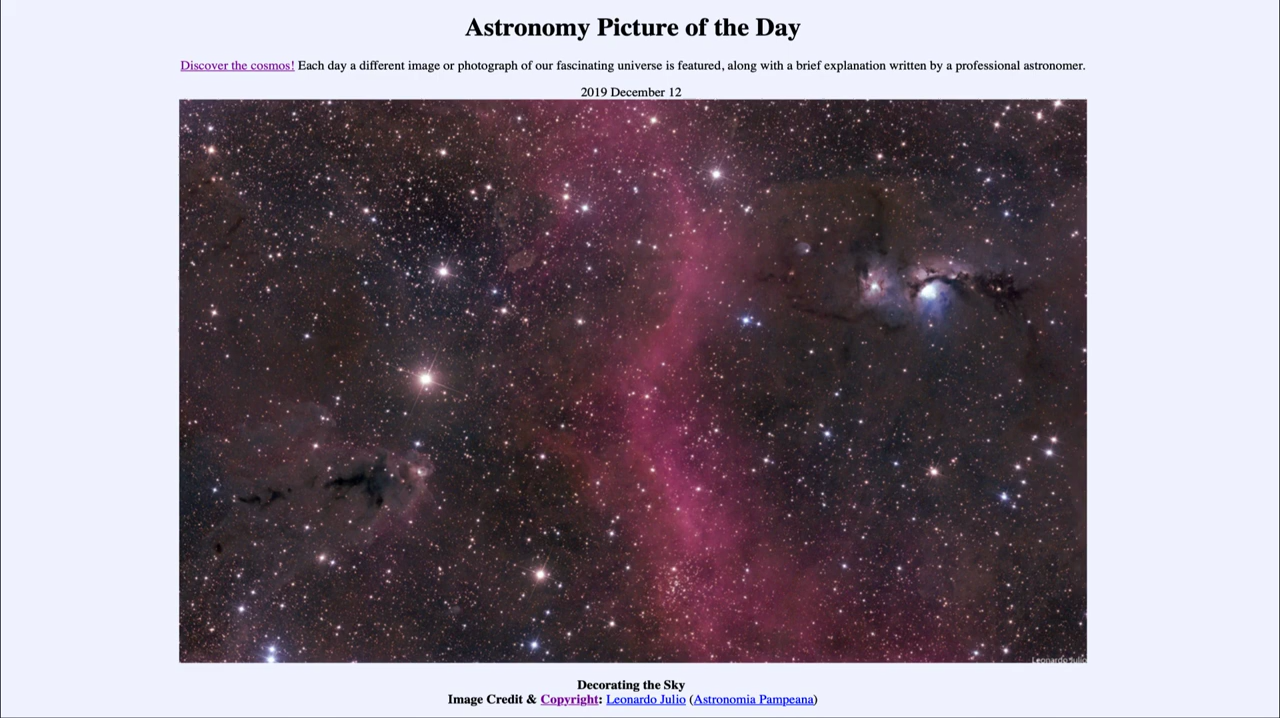 Astronomy Picture of the Day
Discover the cosmos! Each day a different image or photograph of our fascinating universe is featured, along with a brief explanation written by a professional astronomer.
2019 December 12
Leonardo Julio
Decorating the Sky
Image Credit & Copyright: Leonardo Julio (Astronomia Pampeana)